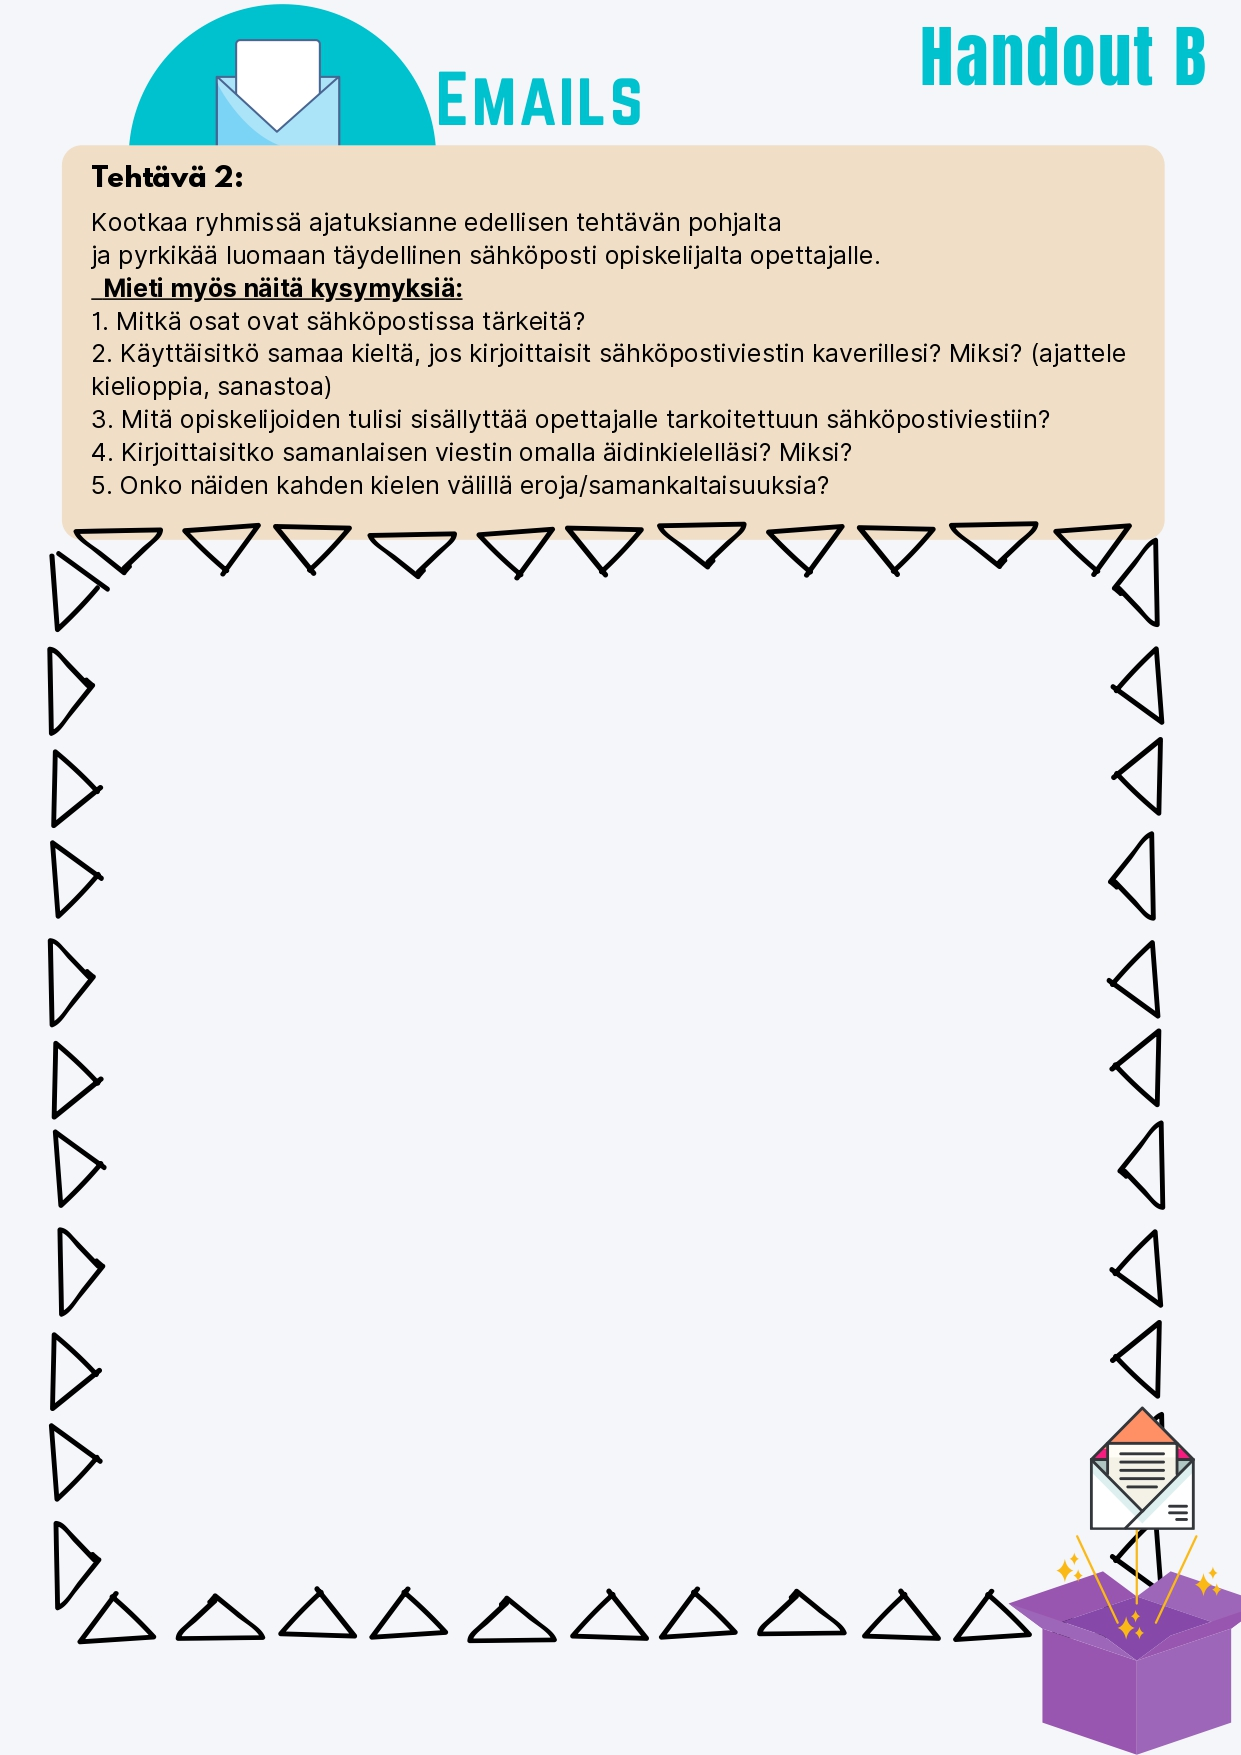 Handout B
EMAILS
Tehtävä 2:
Kootkaa ryhmissä ajatuksianne edellisen tehtävän pohjalta
ja pyrkikää luomaan täydellinen sähköposti opiskelijalta opettajalle.
Mieti myös näitä kysymyksiä:
1. Mitkä osat ovat sähköpostissa tärkeitä?
2. Käyttäisitkö samaa kieltä, jos kirjoittaisit sähköpostiviestin kaverillesi? Miksi? (ajattele
kielioppia, sanastoa)
3. Mitä opiskelijoiden tulisi sisällyttää opettajalle tarkoitettuun sähköpostiviestiin?
4. Kirjoittaisitko samanlaisen viestin omalla äidinkielelläsi? Miksi?
5. Onko näiden kahden kielen välillä eroja/samankaltaisuuksia?